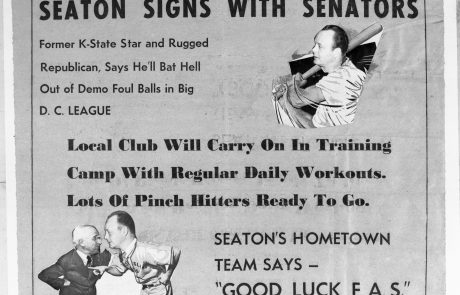 SEATON SIGNS WITH SENATORS
Former K-State Star and Rugged
Republican, Says He'll Bat Hell
Out of Demo Foul Balls in Big
D. C. LEAGUE
Local Club Will Carry On In Training
Camp With Regular Daily Workouts.
Lots Of Pinch Hitters Ready To Go.
SEATON'S HOMETOWN
TEAM SAYS –
"GOOD LUCK F.A.S."